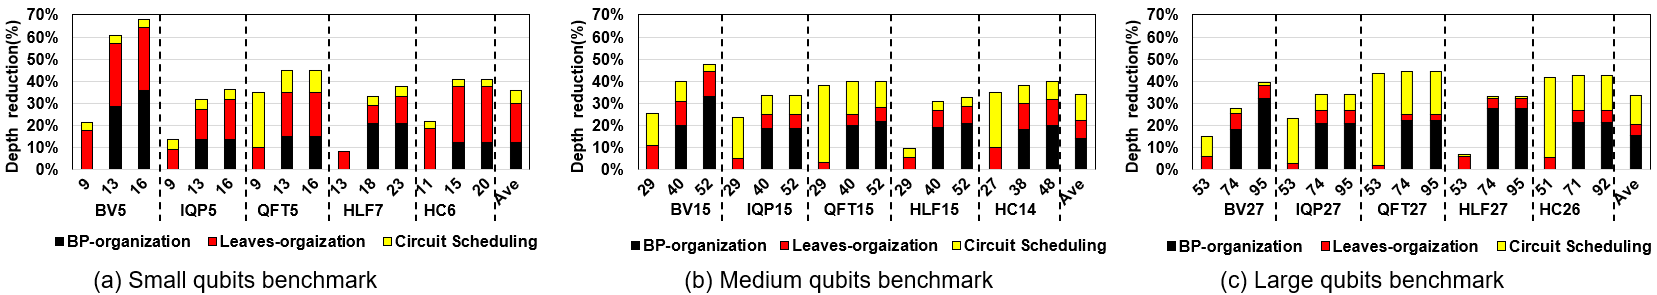 Depth reduction(%)
70%
60%
50%
40%
30%
20%
10%
0%
9 13 16 9 13 16 9 13 16 13 18 23 11 15 20 Ave
BV5 IQP5 QFT5 HLF7 HC6
BP-organization Leaves-orgaization Circuit Scheduling
(a) Small qubits benchmark
Depth reduction(%)
70%
60%
50%
40%
30%
20%
10%
0%
29 40 52 29 40 52 29 40 52 29 40 52 27 38 48 Ave
BV15 IQP15 QFT15 HLF15 HC14
BP-organization Leaves-orgaization Circuit Scheduling
(b) Medium qubits benchmark
Depth reduction(%)
70%
60%
50%
40%
30%
20%
10%
0%
53 74 95 53 74 95 53 74 95 53 74 95 51 71 92 Ave
BV27 IQP27 QFT27 HLF27 HC26
BP-organization Leaves-orgaization Circuit Scheduling
(c) Large qubits benchmark